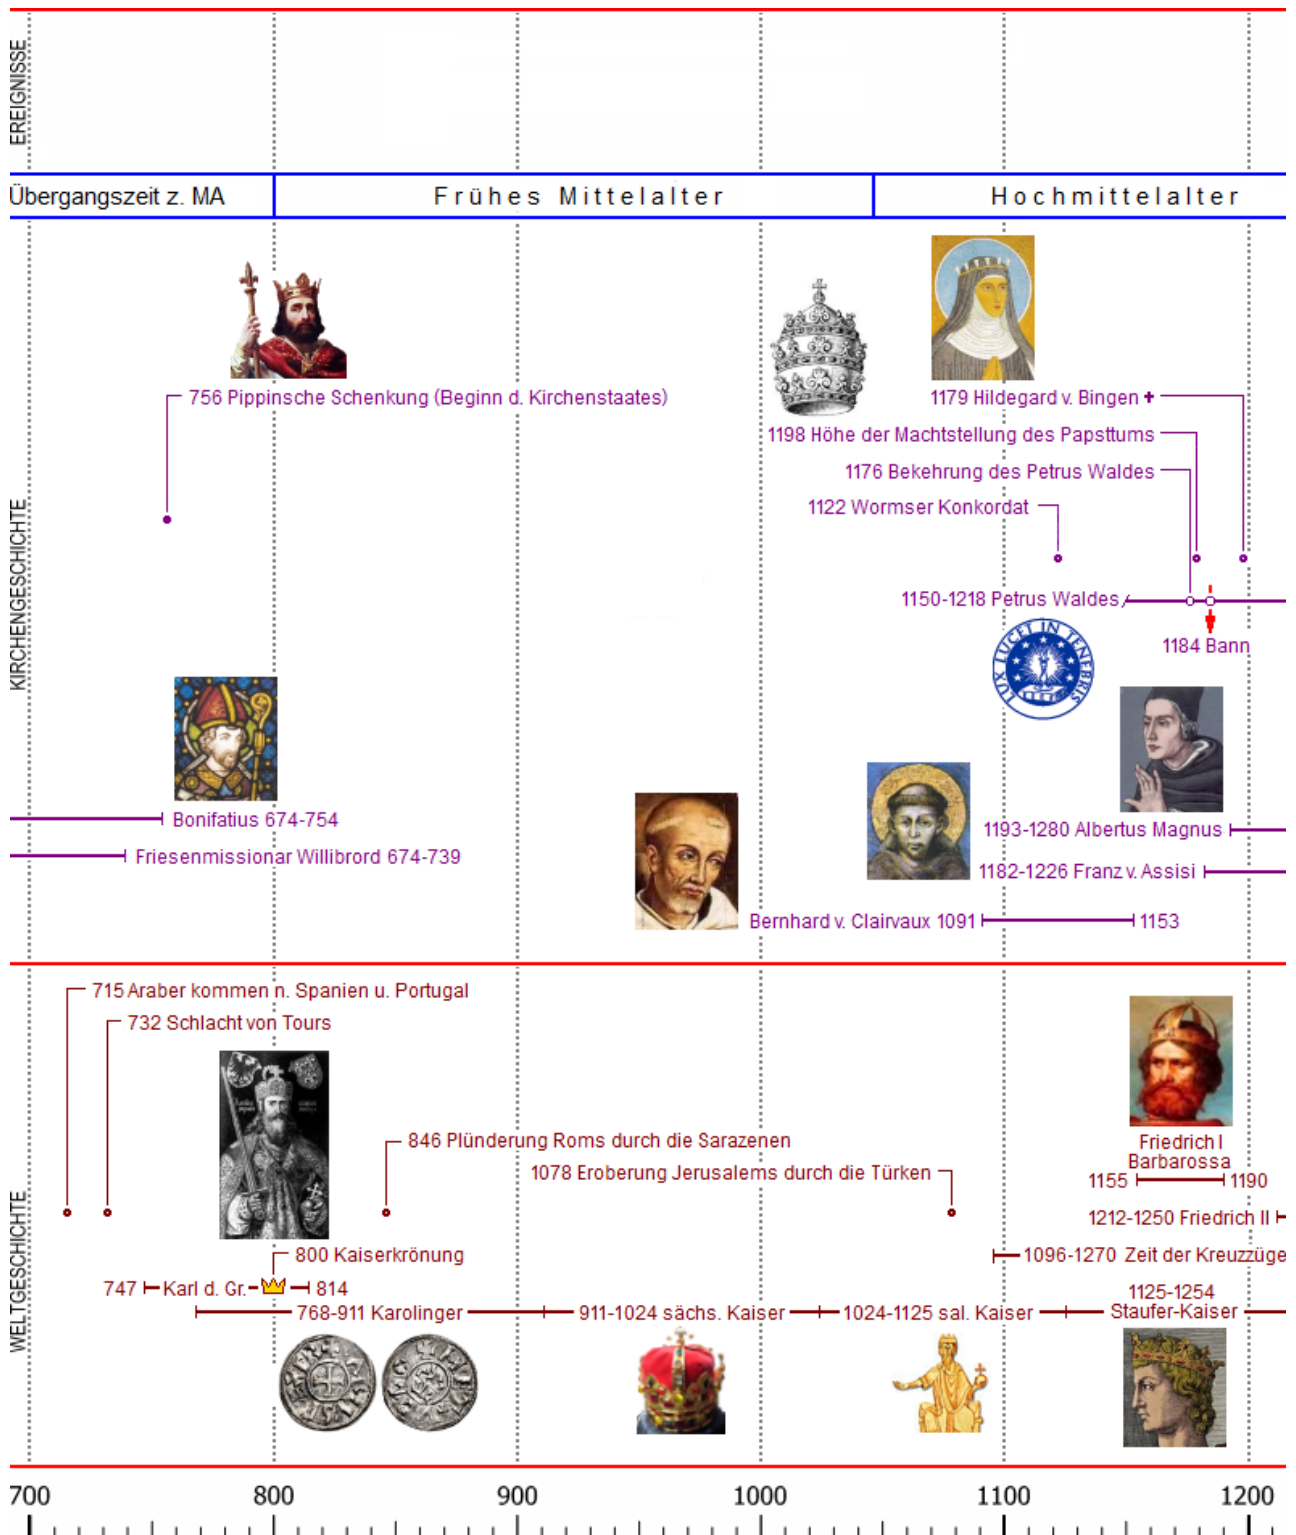 EREIGNISSE
Übergangszeit z. MA
Frühes Mittelalter
Hochmittelalter
KIRCHENGESCHICHTE
756 Pippinsche Schenkung (Beginn d. Kirchenstaates)
1179 Hildegard v. Bingen ✝
1198 Höhe der Machtstellung des Papsttums
1176 Bekehrung des Petrus Waldes
1122 Wormser Konkordat
1150-1218 Petrus Waldes
1184 Bann
LUX LUCET IN TENEBRIS
Bonifatius 674-754
Friesenmissionar Willibrord 674-739
1193-1280 Albertus Magnus
1182-1226 Franz v. Assisi
Bernhard v. Clairvaux 1091
1153
WELTGESCHICHTE
715 Araber kommen n. Spanien u. Portugal
732 Schlacht von Tours
846 Plünderung Roms durch die Sarazenen
1078 Eroberung Jerusalems durch die Türken
Friedrich I
Barbarossa
1155
1190
1212-1250 Friedrich II
800 Kaiserkrönung
1096-1270 Zeit der Kreuzzüge
747
Karl d. Gr.
814
1125-1254
Staufer-Kaiser
768-911 Karolinger
911-1024 sächs. Kaiser
1024-1125 sal. Kaiser
700
800
900
1000
1100
1200